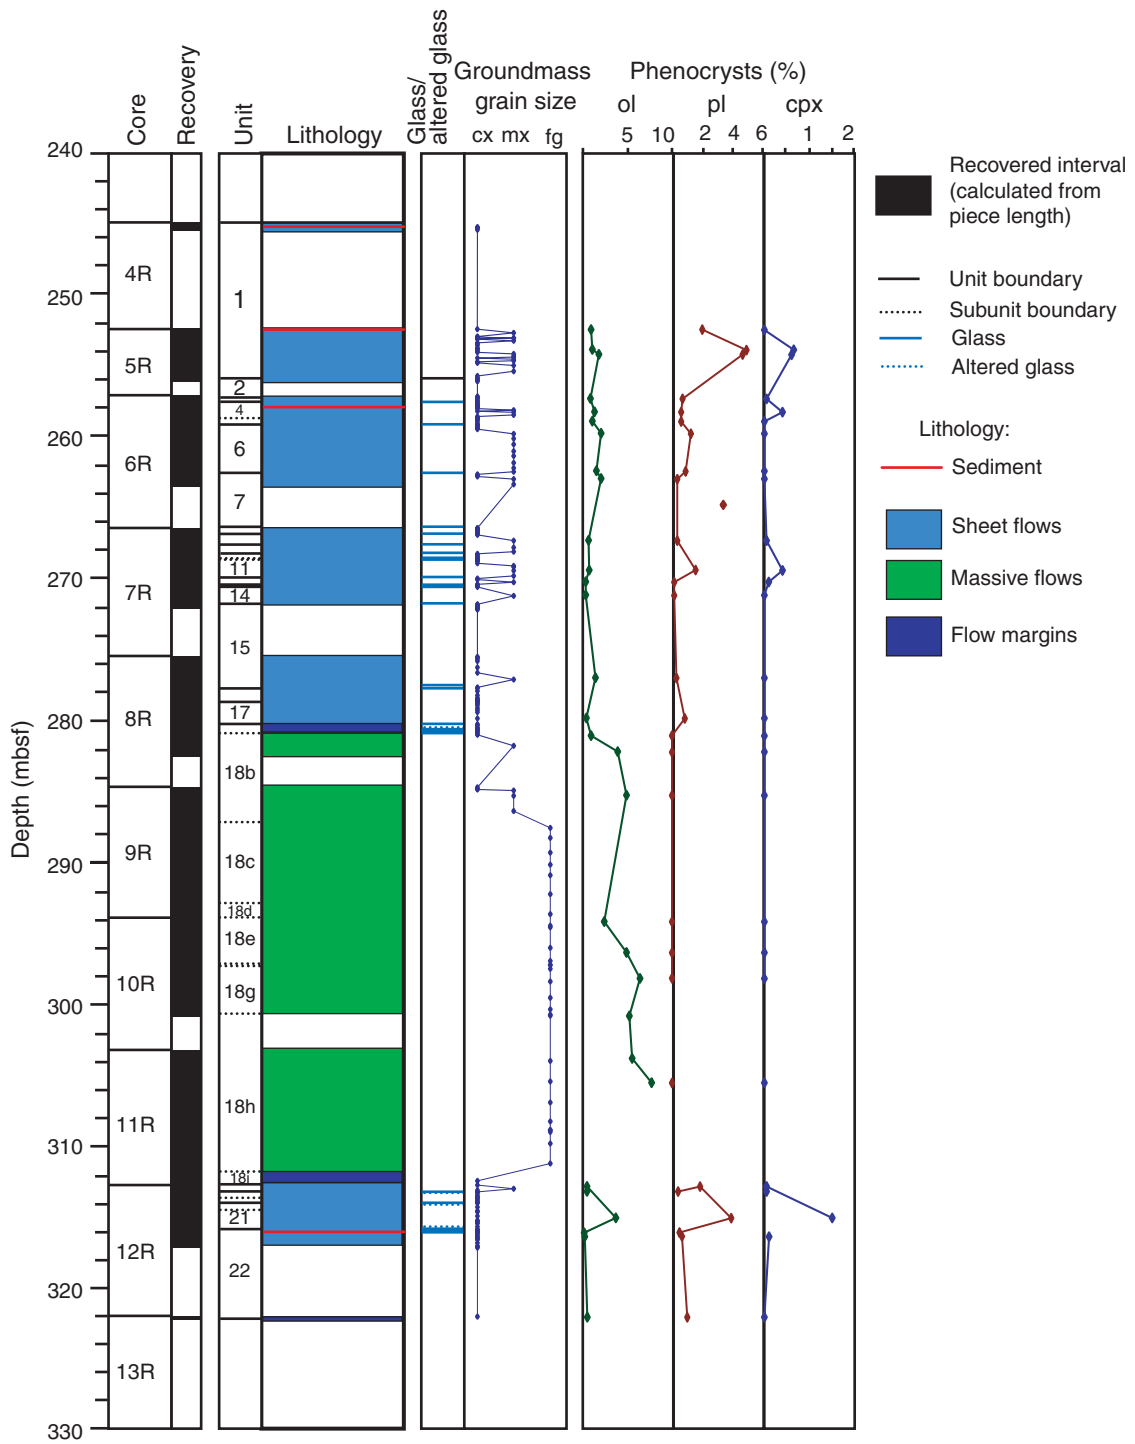 Core
Recovery
Unit
Lithology
Glass/
altered glass
Groundmass
grain size
cx mx fg
Phenocrysts (%)
ol pl cpx
5 10 2 4 6 1 2
Depth (mbsf)
240
250
260
270
280
290
300
310
320
330
4R
5R
6R
7R
8R
9R
10R
11R
12R
13R
1
2
4
6
7
11
14
15
17
18b
18c
18d
18e
18g
18h
18i
21
22
Recovered interval
(calculated from
piece length)
Unit boundary
Subunit boundary
Glass
Altered glass
Lithology:
Sediment
Sheet flows
Massive flows
Flow margins